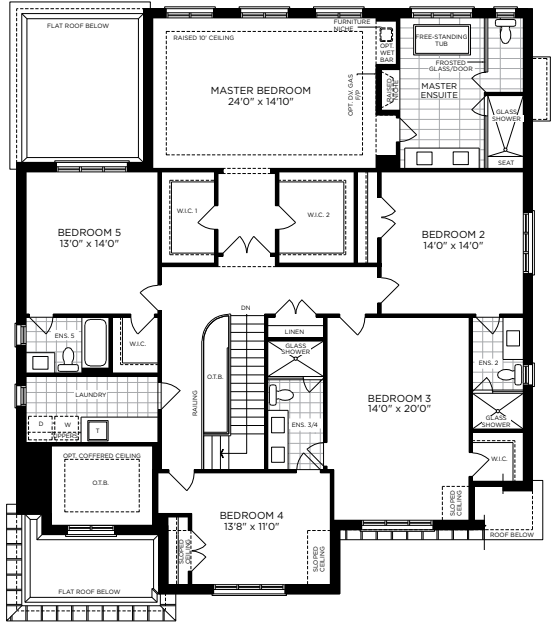 FLAT ROOF BELOW
RAISED 10' CEILING
FURNITURE
NICHE
OPT.
WET
BAR
FREE-STANDING
TUB
FROSTED
GLASS/DOOR
MASTER BEDROOM
24'0" x 14'10"
OPT. D.V. GAS
F/P
RAISED
NICHE
MASTER
ENSUITE
GLASS
SHOWER
SEAT
BEDROOM 5
13'0" x 14'0"
W.I.C. 1
W.I.C. 2
BEDROOM 2
14'0" x 14'0"
DN
LINEN
ENS. 5
W.I.C.
GLASS
SHOWER
ENS. 2
O.T.B.
RAILING
LAUNDRY
D
W
UPPERS
T
BEDROOM 3
14'0" x 20'0"
GLASS
SHOWER
ENS. 3/4
OPT. COFFERED CEILING
O.T.B.
W.I.C.
BEDROOM 4
13'8" x 11'0"
SLOPED
CEILING
SLOPED
CEILING
SLOPED
CEILING
ROOF BELOW
FLAT ROOF BELOW